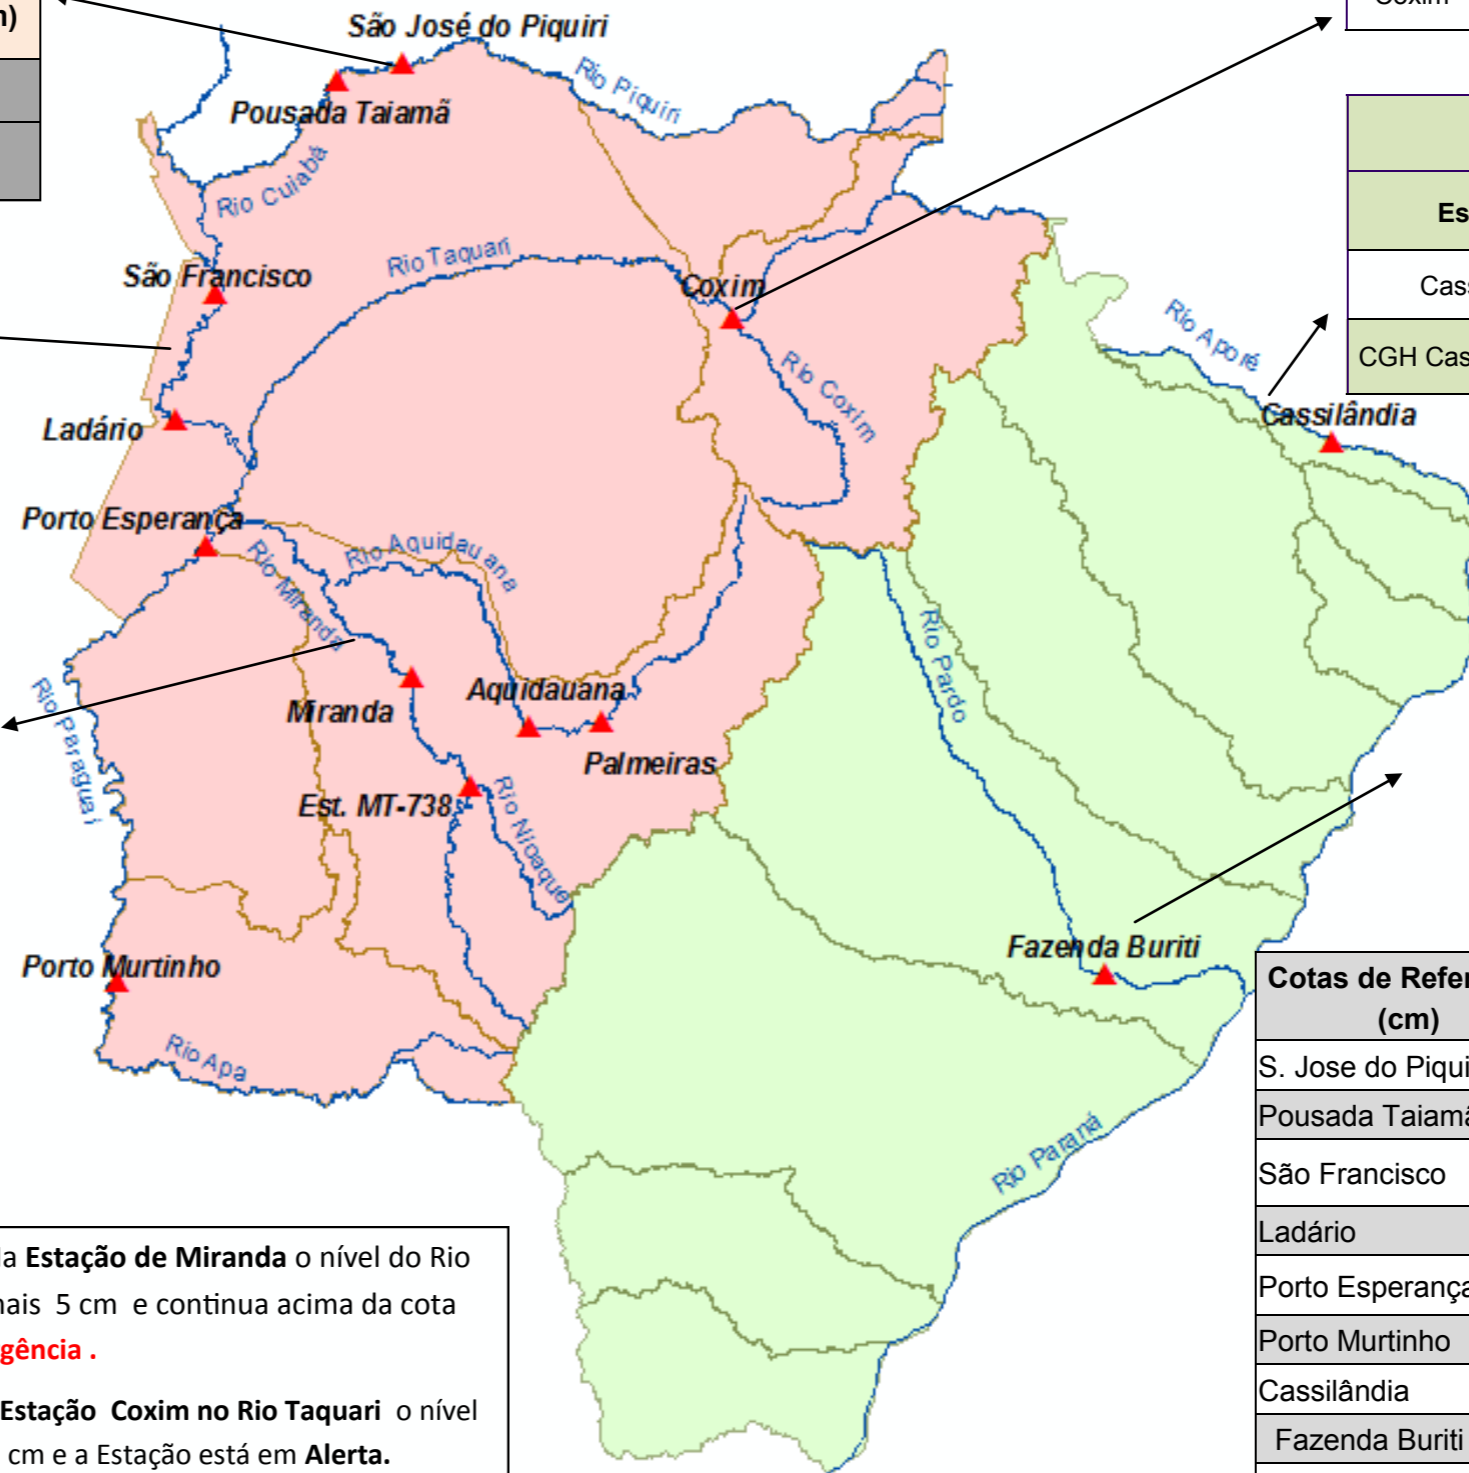 São José do Piquiri
Pousada Taiamã
Rio Piquiri
Rio Cuiabá
Rio Taquari
São Francisco
Coxim
Rio Coxim
Rio Aporé
Cassilândia
Ladário
Porto Esperança
Rio Aquidauana
Rio Miranda
Rio Pardo
Rio Paraguai
Miranda
Aquidauana
Palmeiras
Est. MT-738
Rio Nioaque
Porto Murtinho
Fazenda Buriti
Rio Apa
Rio Paraná
Es
Cass
CGH Cas
Cotas de Refer
(cm)
S. Jose do Piqui
Pousada Taiamã
São Francisco
Ladário
Porto Esperança
Porto Murtinho
Cassilândia
Fazenda Buriti
la Estação de Miranda o nível do Rio
nais 5 cm e continua acima da cota
gência .
Estação Coxim no Rio Taquari o nível
cm e a Estação está em Alerta.